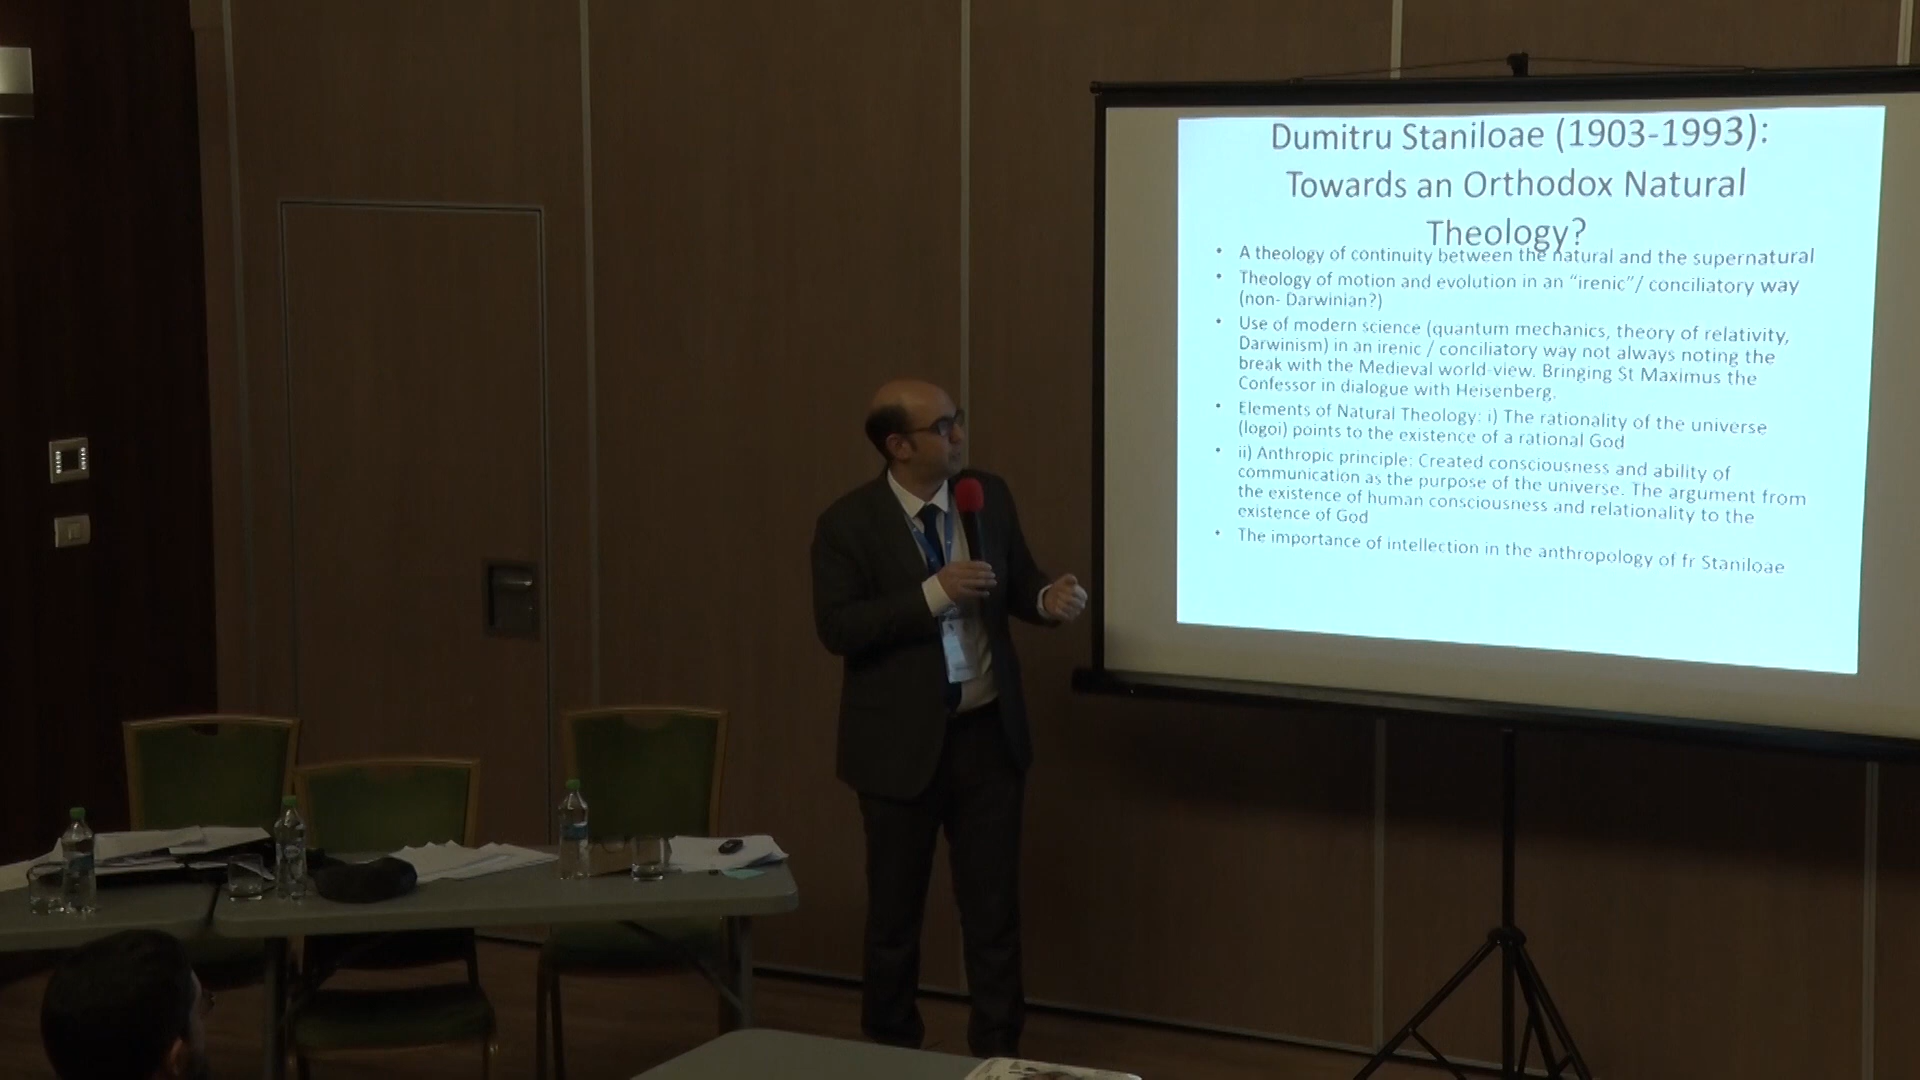 Dumitru Staniloae (1903-1993):
Towards an Orthodox Natural
Theology?
• A theology of continuity between the natural and the supernatural
• Theology of motion and evolution in an “irenic”/ conciliatory way
(non- Darwinian?)
• Use of modern science (quantum mechanics, theory of relativity,
Darwinism) in an irenic / conciliatory way not always noting the
break with the Medieval world-view. Bringing St Maximus the
Confessor in dialogue with Heisenberg.
• Elements of Natural Theology: i) The rationality of the universe
(logoi) points to the existence of a rational God
• ii) Anthropic principle: Created consciousness and ability of
communication as the purpose of the universe. The argument from
the existence of human consciousness and relationality to the
existence of God
• The importance of intellection in the anthropology of fr Staniloae